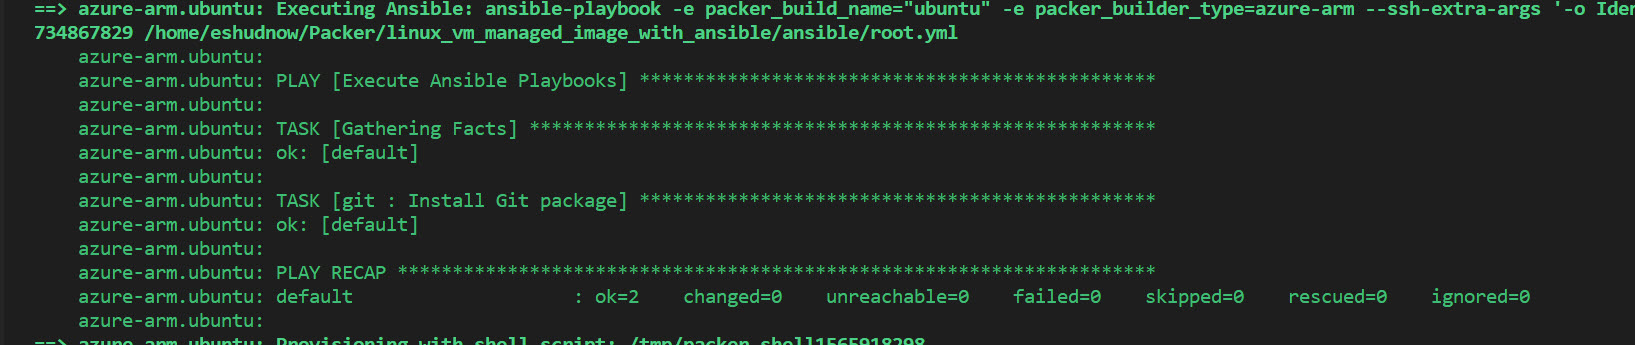 ==> azure-arm.ubuntu: Executing Ansible: ansible-playbook -e packer_build_name="ubuntu" -e packer_builder_type=azure-arm --ssh-extra-args '-o Iden
734867829 /home/eshudnow/Packer/linux_vm_managed_image_with_ansible/ansible/root.yml
azure-arm.ubuntu:
azure-arm.ubuntu: PLAY [Execute Ansible Playbooks] ***********************************************
azure-arm.ubuntu:
azure-arm.ubuntu: TASK [Gathering Facts] *********************************************************
azure-arm.ubuntu: ok: [default]
azure-arm.ubuntu:
azure-arm.ubuntu: TASK [git : Install Git package] ***********************************************
azure-arm.ubuntu: ok: [default]
azure-arm.ubuntu:
azure-arm.ubuntu: PLAY RECAP *********************************************************************
azure-arm.ubuntu: default                    : ok=2    changed=0    unreachable=0    failed=0    skipped=0    rescued=0    ignored=0
azure-arm.ubuntu:
==> azure-arm.ubuntu: Provisioning with shell script: /tmp/packer-shell1565918298